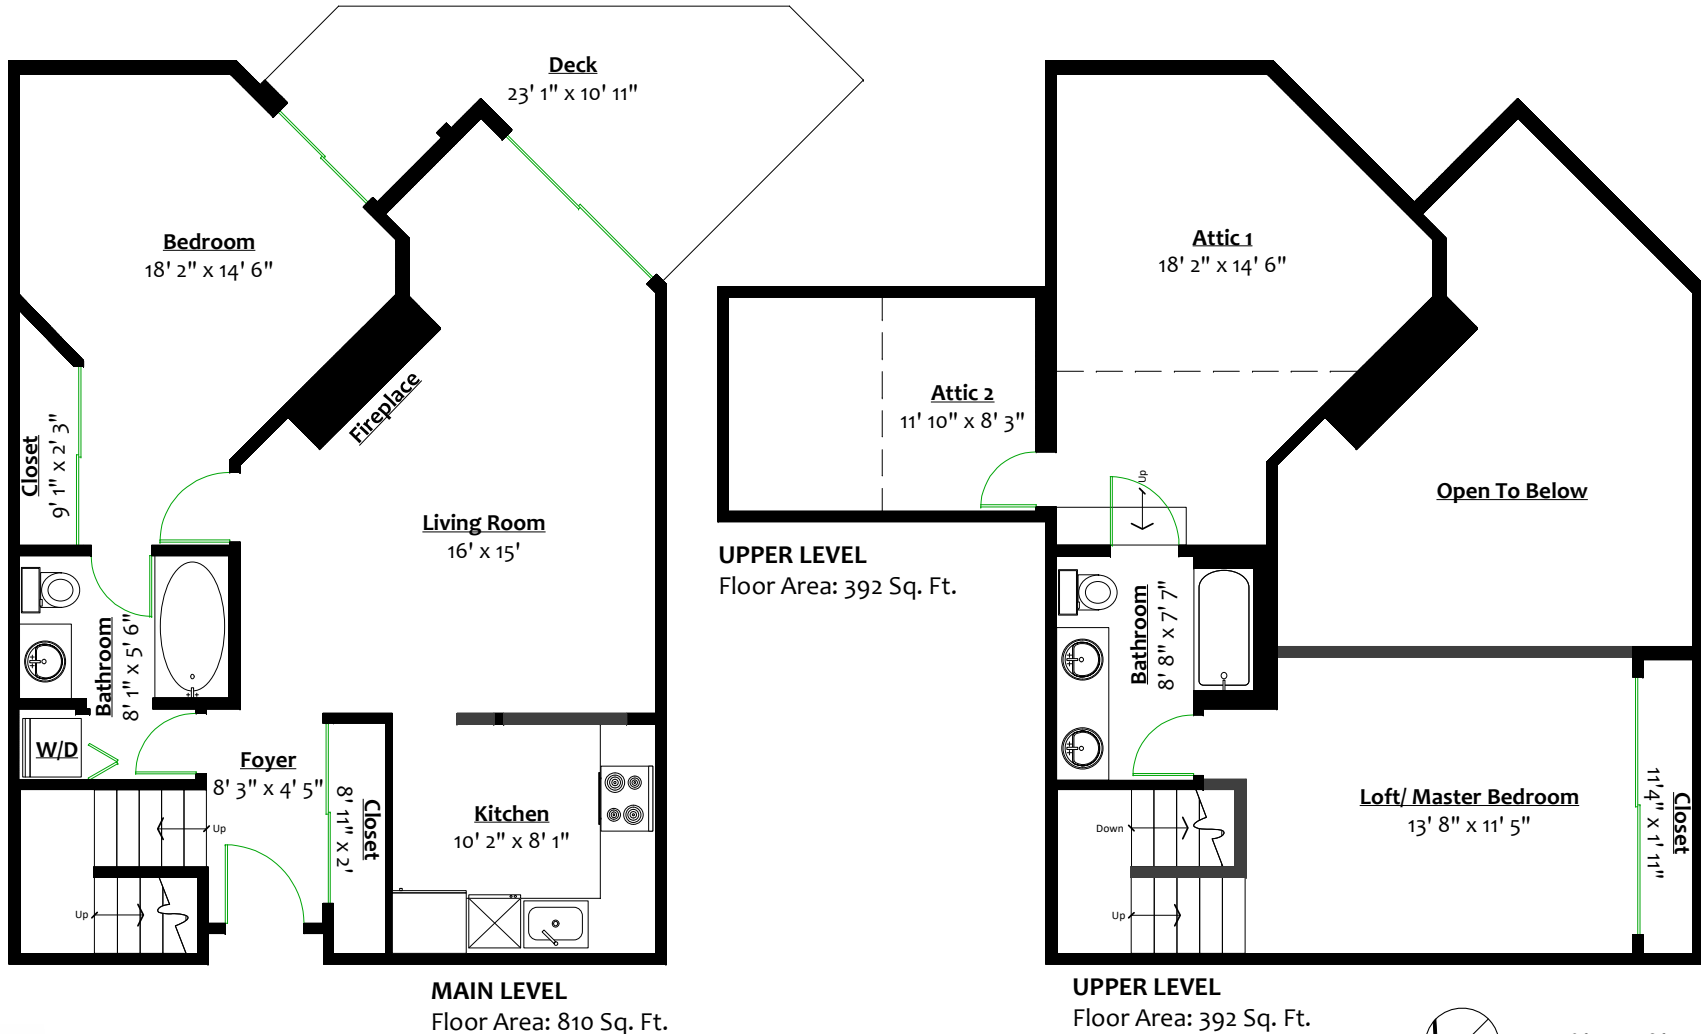 Deck
23' 1" x 10' 11"
Bedroom
18' 2" x 14' 6"
Closet
9' 1" x 2' 3"
Fireplace
Living Room
16' x 15'
Bathroom
8' 1" x 5' 6"
W/D
Foyer
8' 3" x 4' 5"
Closet
8' 11" x 2'
Kitchen
10' 2" x 8' 1"
Up
Up
MAIN LEVEL
Floor Area: 810 Sq. Ft.
Attic 1
18' 2" x 14' 6"
Attic 2
11' 10" x 8' 3"
Up
Open To Below
UPPER LEVEL
Floor Area: 392 Sq. Ft.
Bathroom
8' 8" x 7' 7"
Loft/ Master Bedroom
13' 8" x 11' 5"
Closet
11'4" x 1' 11"
Down
Up
UPPER LEVEL
Floor Area: 392 Sq. Ft.